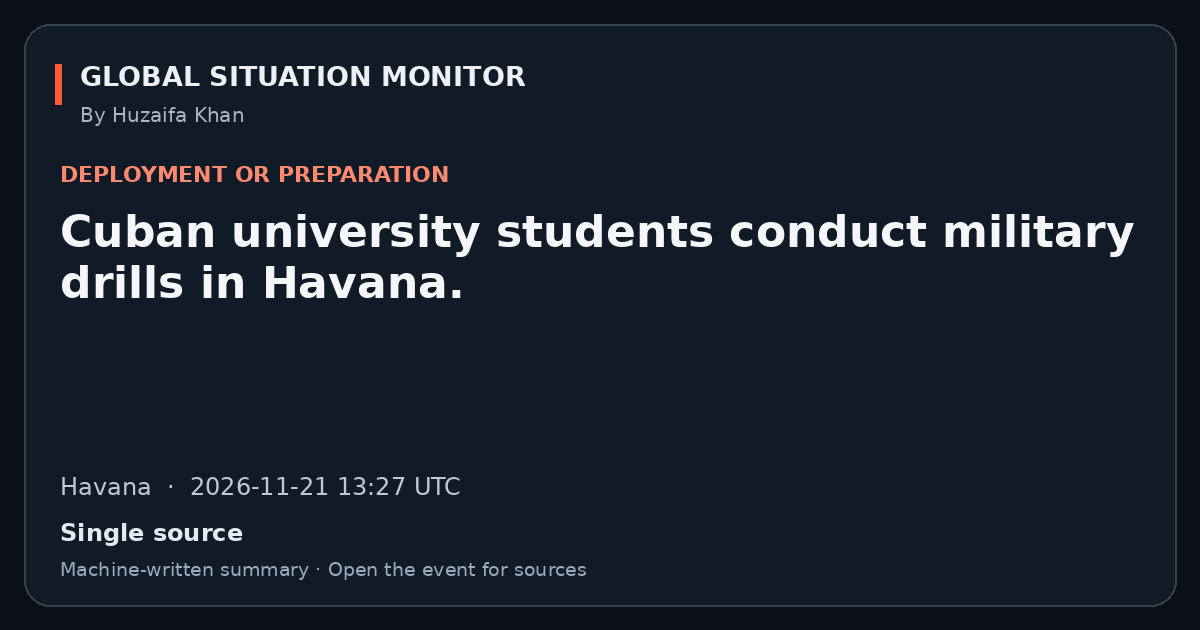 GLOBAL SITUATION MONITOR
By Huzaifa Khan
DEPLOYMENT OR PREPARATION
Cuban university students conduct military
drills in Havana.
Havana · 2026-11-21 13:27 UTC
Single source
Machine-written summary · Open the event for sources